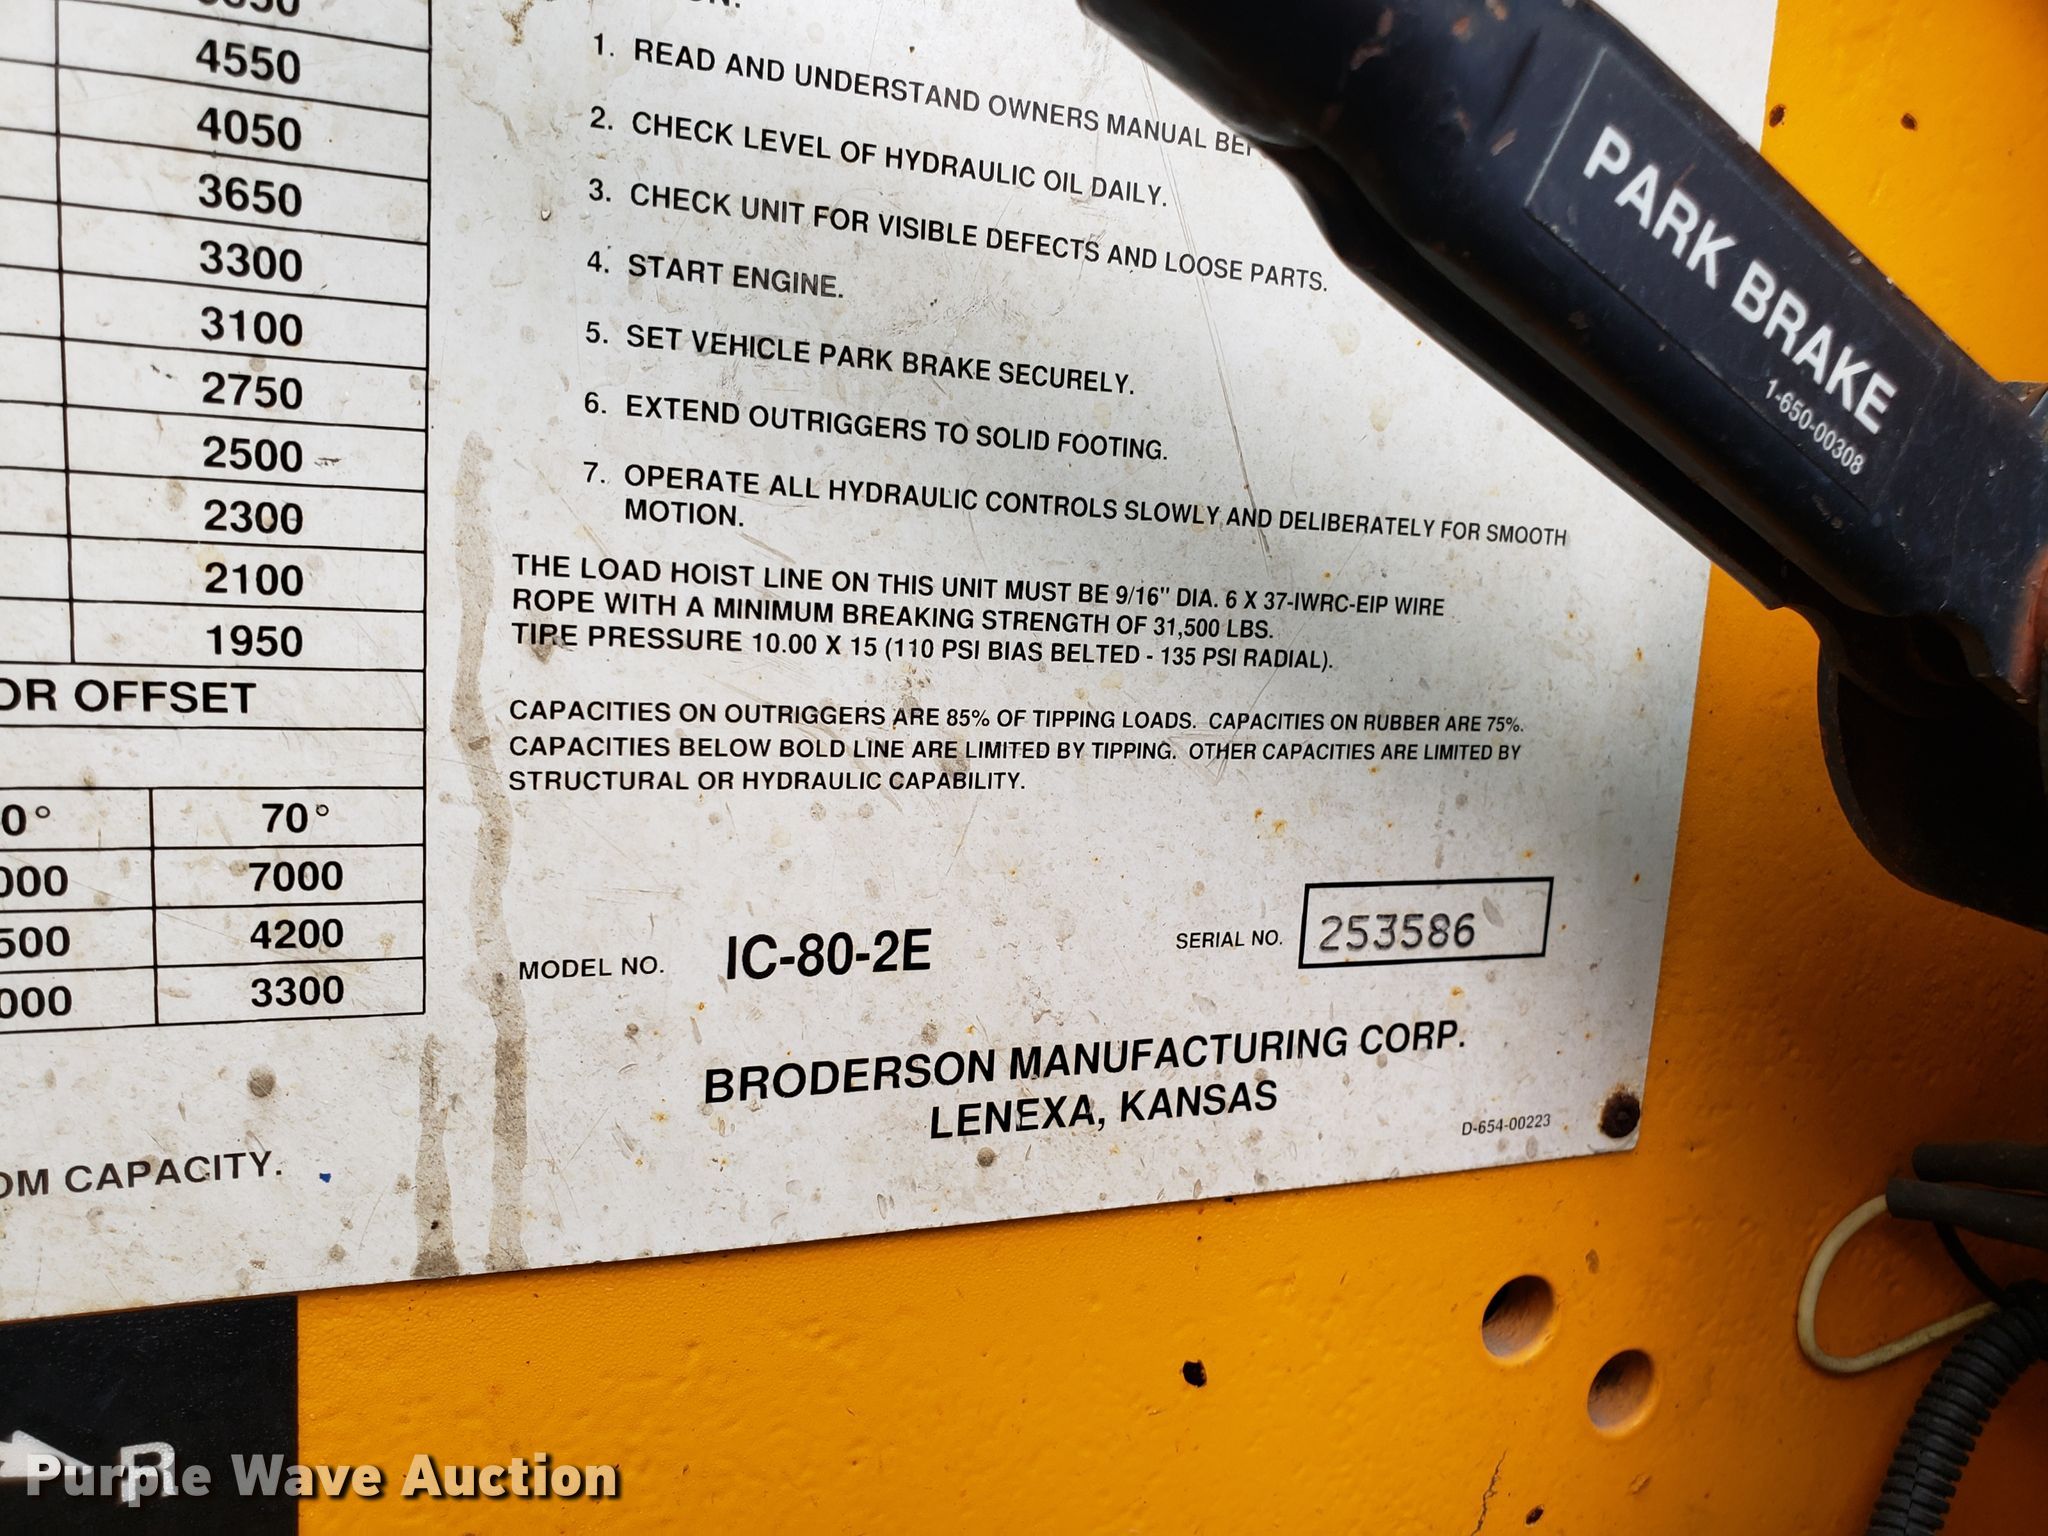 4550
4050
3650
3300
3100
2750
2500
2300
2100
1950
OR OFFSET
70°
7000
4200
3300
CAPACITY.
1. READ AND UNDERSTAND OWNERS MANUAL
2. CHECK LEVEL OF HYDRAULIC OIL DAILY.
3. CHECK UNIT FOR VISIBLE DEFECTS AND LOOSE PARTS.
4. START ENGINE.
5. SET VEHICLE PARK BRAKE SECURELY.
6. EXTEND OUTRIGGERS TO SOLID FOOTING.
7. OPERATE ALL HYDRAULIC CONTROLS SLOWLY AND DELIBERATELY FOR SMOOTH
MOTION.
THE LOAD HOIST LINE ON THIS UNIT MUST BE 9/16" DIA. 6 X 37-IWRC-EIP WIRE
ROPE WITH A MINIMUM BREAKING STRENGTH OF 31,500 LBS.
TIRE PRESSURE 10.00 X 15 (110 PSI BIAS BELTED - 135 PSI RADIAL).
CAPACITIES ON OUTRIGGERS ARE 85% OF TIPPING LOADS. CAPACITIES ON RUBBER ARE 75%.
CAPACITIES BELOW BOLD LINE ARE LIMITED BY TIPPING. OTHER CAPACITIES ARE LIMITED BY
STRUCTURAL OR HYDRAULIC CAPABILITY.
MODEL NO. IC-80-2E
SERIAL NO. 253586
BRODERSON MANUFACTURING CORP.
LENEXA, KANSAS
D-654-00223
PARK BRAKE
1-650-00308
R
Purple Wave Auction